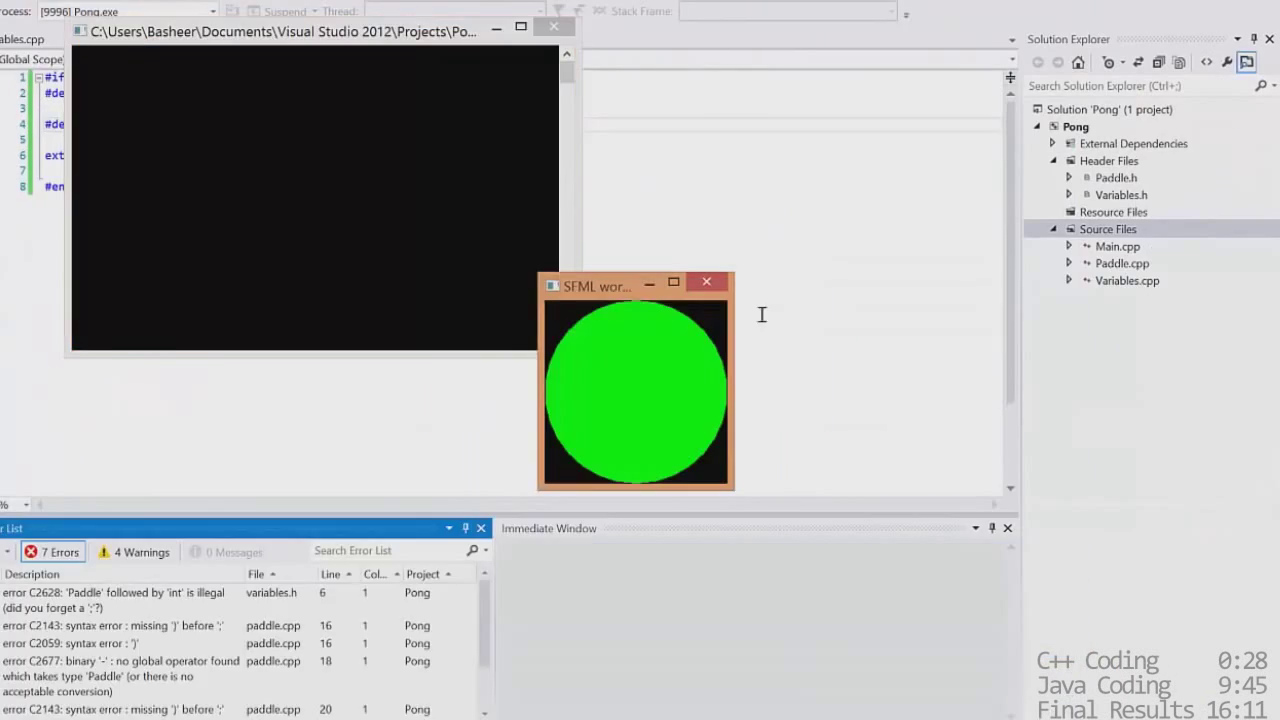 rocess: [9996] Pong.exe Suspend Thread: Stack Frame:
ables.cpp
Global Scope)
C:\Users\Basheer\Documents\Visual Studio 2012\Projects\Po...
1 #if
2 #de
3
4 #de
5
6 ext
7
8 #en
SFML wor...
Solution Explorer
Search Solution Explorer (Ctrl+;)
Solution 'Pong' (1 project)
Pong
External Dependencies
Header Files
Paddle.h
Variables.h
Resource Files
Source Files
Main.cpp
Paddle.cpp
Variables.cpp
%
r List
7 Errors 4 Warnings 0 Messages Search Error List
Description File Line Col... Project
error C2628: 'Paddle' followed by 'int' is illegal variables.h 6 1 Pong
(did you forget a ';'?)
error C2143: syntax error : missing ')' before ';' paddle.cpp 16 1 Pong
error C2059: syntax error : ')' paddle.cpp 16 1 Pong
error C2677: binary '-' : no global operator found paddle.cpp 18 1 Pong
which takes type 'Paddle' (or there is no
acceptable conversion)
error C2143: syntax error : missing ')' before ';' paddle.cpp 20 1 Pong
Immediate Window
C++ Coding 0:28
Java Coding 9:45
Final Results 16:11